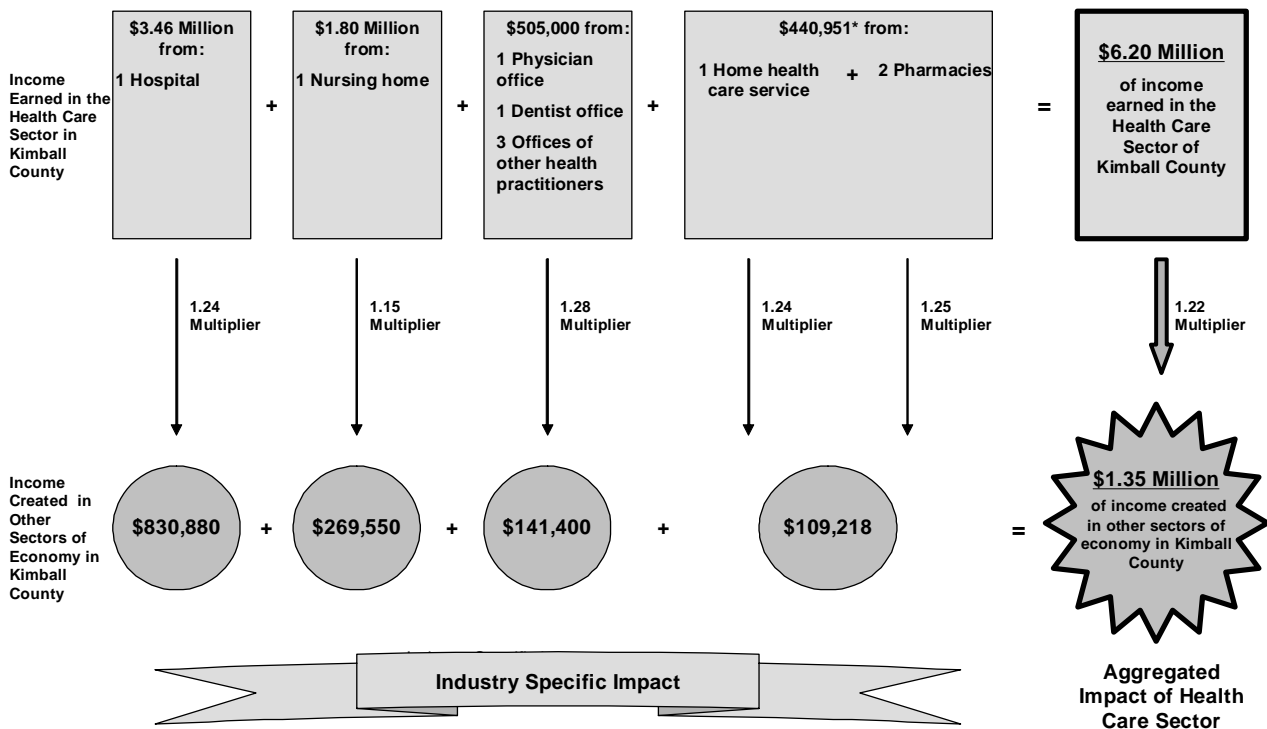 Income
Earned in the
Health Care
Sector in
Kimball
County
$3.46 Million
from:
1 Hospital
+
$1.80 Million
from:
1 Nursing home
+
$505,000 from:
1 Physician
office
1 Dentist office
3 Offices of
other health
practitioners
+
$440,951* from:
1 Home health
care service
+
2 Pharmacies
=
$6.20 Million
of income
earned in the
Health Care
Sector of
Kimball County
1.24
Multiplier
1.15
Multiplier
1.28
Multiplier
1.24
Multiplier
1.25
Multiplier
1.22
Multiplier
Income
Created in
Other
Sectors of
Economy in
Kimball
County
$830,880
+
$269,550
+
$141,400
+
$109,218
=
$1.35 Million
of income created
in other sectors of
economy in Kimball
County
Industry Specific Impact
Aggregated
Impact of Health
Care Sector